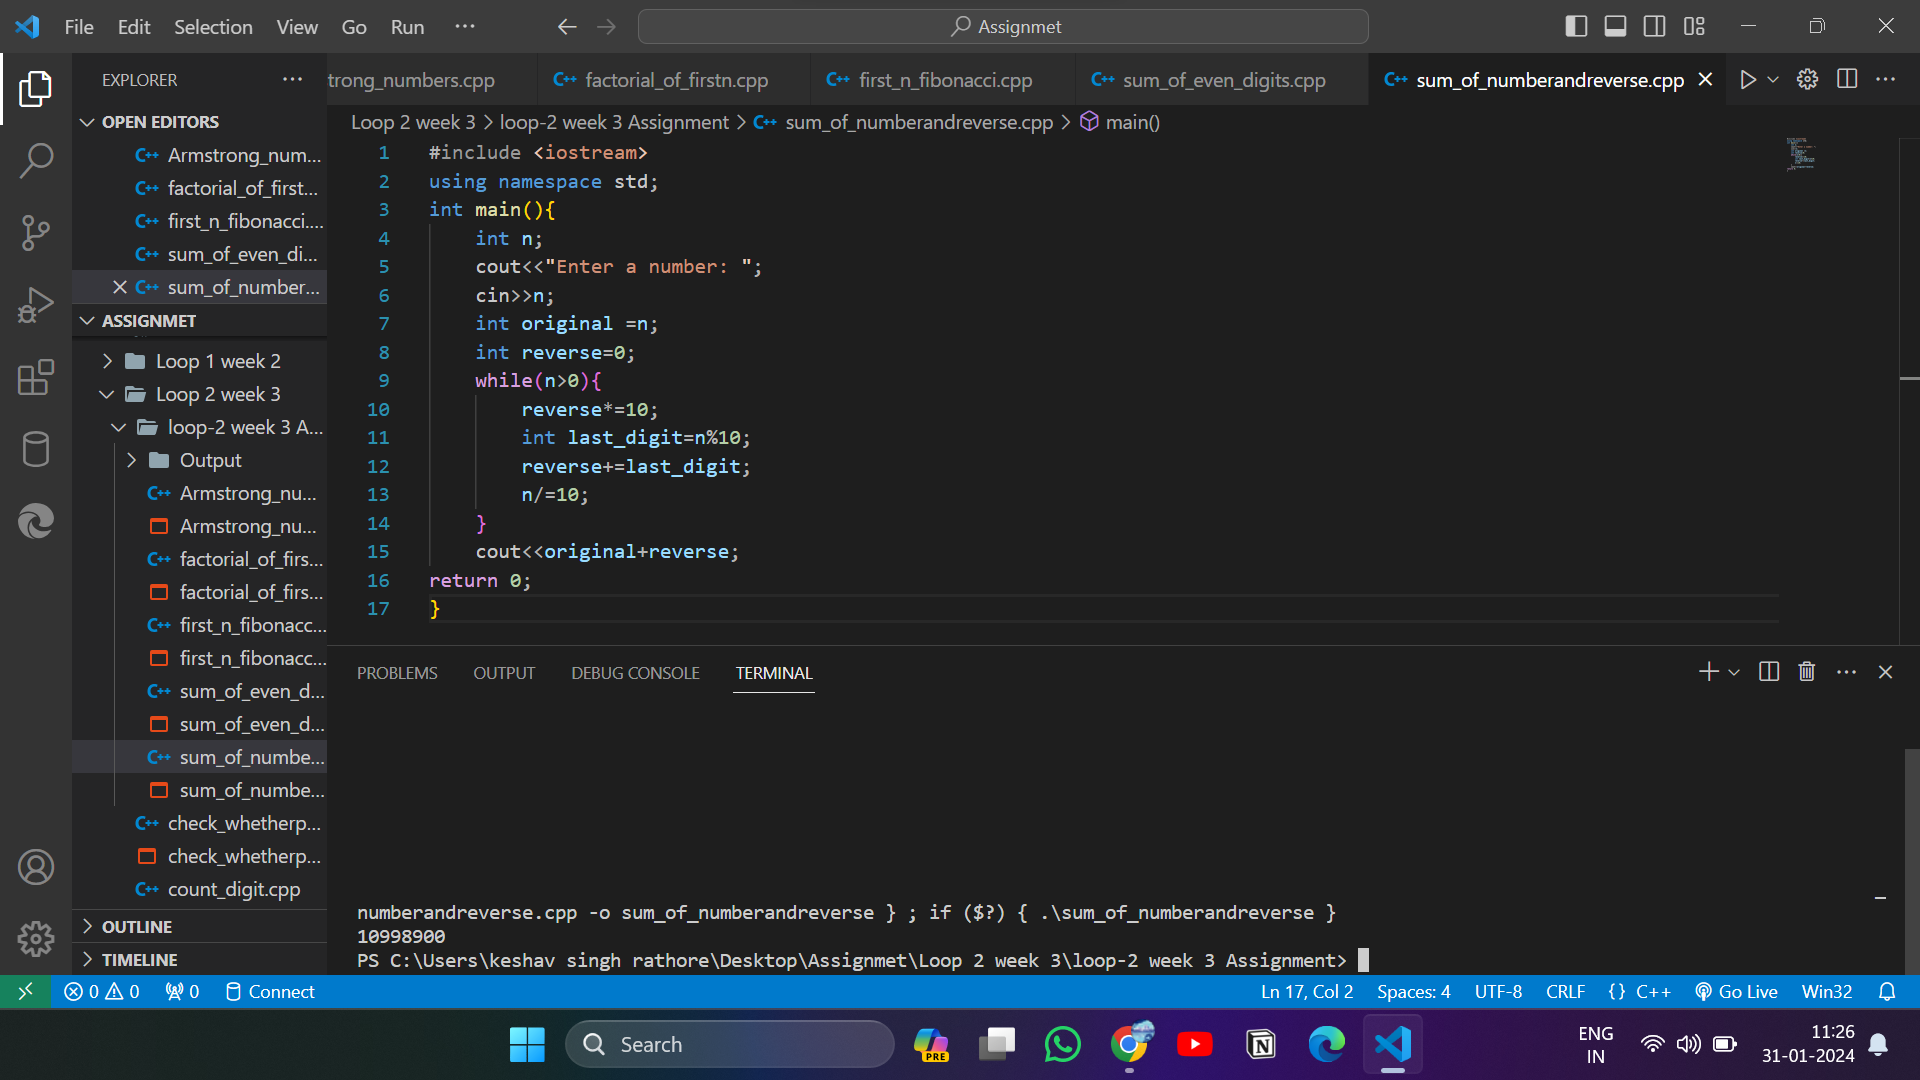 File Edit Selection View Go Run ··· Assignmet
EXPLORER ···
OPEN EDITORS
C++ Armstrong_num...
C++ factorial_of_first...
C++ first_n_fibonacci....
C++ sum_of_even_di...
C++ sum_of_number...
ASSIGNMET
Loop 1 week 2
Loop 2 week 3
loop-2 week 3 A...
Output
C++ Armstrong_nu...
Armstrong_nu...
C++ factorial_of_firs...
factorial_of_firs...
C++ first_n_fibonacc...
first_n_fibonacc...
C++ sum_of_even_d...
sum_of_even_d...
C++ sum_of_numbe...
sum_of_numbe...
C++ check_whetherp...
check_whetherp...
C++ count_digit.cpp
OUTLINE
TIMELINE
trong_numbers.cpp C++ factorial_of_firstn.cpp C++ first_n_fibonacci.cpp C++ sum_of_even_digits.cpp C++ sum_of_numberandreverse.cpp
Loop 2 week 3 > loop-2 week 3 Assignment > C++ sum_of_numberandreverse.cpp > main()
1 #include <iostream>
2 using namespace std;
3 int main(){
4 int n;
5 cout<<"Enter a number: ";
6 cin>>n;
7 int original =n;
8 int reverse=0;
9 while(n>0){
10 reverse*=10;
11 int last_digit=n%10;
12 reverse+=last_digit;
13 n/=10;
14 }
15 cout<<original+reverse;
16 return 0;
17 }
PROBLEMS OUTPUT DEBUG CONSOLE TERMINAL
numberandreverse.cpp -o sum_of_numberandreverse } ; if ($?) { .\sum_of_numberandreverse }
10998900
PS C:\Users\keshav singh rathore\Desktop\Assignmet\Loop 2 week 3\loop-2 week 3 Assignment>
0 0 0 Connect Ln 17, Col 2 Spaces: 4 UTF-8 CRLF {} C++ Go Live Win32
Search PRE ENG IN 11:26
31-01-2024